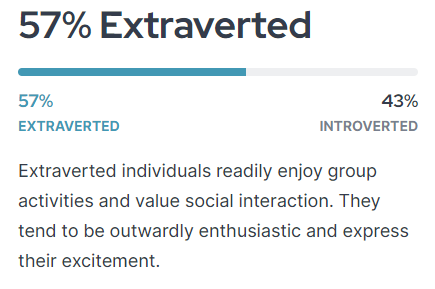 57% Extraverted
57% 43%
EXTRAVERTED INTROVERTED
Extraverted individuals readily enjoy group
activities and value social interaction. They
tend to be outwardly enthusiastic and express
their excitement.